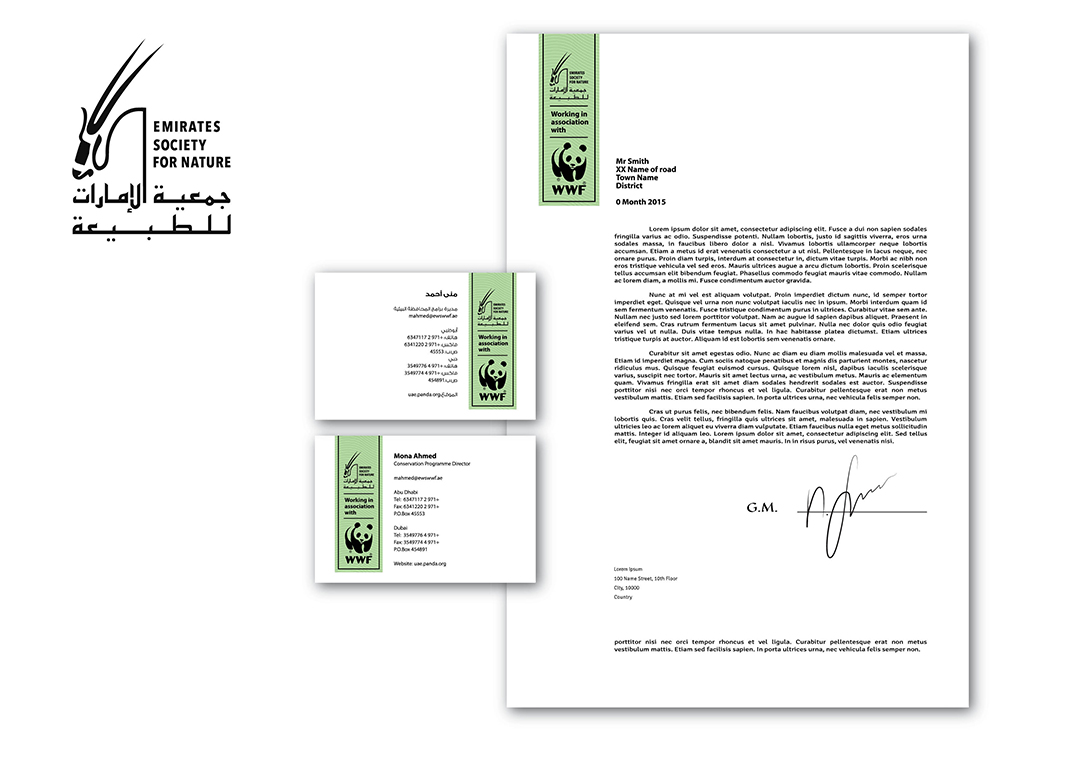 EMIRATES
SOCIETY
FOR NATURE
جمعية الإمارات
للطبيعة
EMIRATES
SOCIETY
FOR NATURE
جمعية الإمارات
للطبيعة
Working in
association
with
WWF
Mr Smith
XX Name of road
Town Name
District
0 Month 2015
Lorem ipsum dolor sit amet, consectetur adipiscing elit. Fusce a dui non sapien sodales
fringilla varius ac odio. Suspendisse potenti. Nullam lobortis, justo id sagittis viverra, eros urna
sodales massa, in faucibus libero dolor a nisl. Vivamus lobortis ullamcorper neque lobortis
accumsan. Etiam a metus id erat venenatis consectetur a ut nisl. Pellentesque in lacus neque, nec
ornare purus. Proin diam turpis, interdum at consectetur in, dictum vitae turpis. Morbi ac nibh non
eros tristique vehicula vel sed eros. Mauris ultrices augue a arcu dictum lobortis. Proin scelerisque
tellus accumsan elit bibendum feugiat. Phasellus commodo feugiat mauris vitae commodo. Nullam
ac lorem diam, a mollis mi. Fusce condimentum auctor gravida.
Nunc at mi vel est aliquam volutpat. Proin imperdiet dictum nunc, id semper tortor
imperdiet eget. Quisque vel urna non nunc volutpat iaculis nec in ipsum. Morbi interdum quam id
sem fermentum venenatis. Fusce tristique condimentum purus in ultrices. Curabitur vitae sem ante.
Nullam nec justo sed lorem porttitor volutpat. Nam ac augue id sapien dapibus aliquet. Praesent in
eleifend sem. Cras rutrum fermentum lacus sit amet pulvinar. Nulla nec dolor quis odio feugiat
varius vel ut nulla. Duis vitae tempus nulla. In hac habitasse platea dictumst. Etiam ultrices
tristique turpis at auctor. Aliquam id est lobortis sem venenatis ornare.
Curabitur sit amet egestas odio. Nunc ac diam eu diam mollis malesuada vel et massa.
Etiam id imperdiet magna. Cum sociis natoque penatibus et magnis dis parturient montes, nascetur
ridiculus mus. Quisque feugiat euismod cursus. Quisque lorem nisl, dapibus iaculis scelerisque
varius, suscipit nec tortor. Mauris sit amet lectus urna, ac vestibulum metus. Mauris ac elementum
quam. Vivamus fringilla erat sit amet diam sodales hendrerit sodales est auctor. Suspendisse
porttitor nisi nec orci tempor rhoncus et vel ligula. Curabitur pellentesque erat non metus
vestibulum mattis. Etiam sed facilisis sapien. In porta ultrices urna, nec vehicula felis semper non.
Cras ut purus felis, nec bibendum felis. Nam faucibus volutpat diam, nec vestibulum mi
lobortis quis. Cras velit tellus, fringilla quis ultrices sit amet, malesuada in sapien. Vestibulum
ultricies leo ac lorem aliquet eu viverra diam vulputate. Etiam faucibus nulla eget metus sollicitudin
mattis. Integer id aliquam leo. Lorem ipsum dolor sit amet, consectetur adipiscing elit. Sed tellus
elit, feugiat sit amet ornare a, blandit sit amet mauris. In in risus purus, vel venenatis nisi.
G.M.
Lorem Ipsum
100 Name Street, 10th Floor
City, 10000
Country
porttitor nisi nec orci tempor rhoncus et vel ligula. Curabitur pellentesque erat non metus
vestibulum mattis. Etiam sed facilisis sapien. In porta ultrices urna, nec vehicula felis semper non.
منى أحمد
مديرة برامج المحافظة البيئية
mahmed@ewswwf.ae
أبوظبي
هاتف: +971 2 6347117
فاكس: +971 2 6341220
ص.ب: 45553
دبي
هاتف: +971 4 3549776
فاكس: +971 4 3549774
ص.ب: 454891
الموقع: uae.panda.org
EMIRATES
SOCIETY
FOR NATURE
جمعية الإمارات
للطبيعة
Working in
association
with
WWF
EMIRATES
SOCIETY
FOR NATURE
جمعية الإمارات
للطبيعة
Working in
association
with
WWF
Mona Ahmed
Conservation Programme Director
mahmed@ewswwf.ae
Abu Dhabi
Tel: 6347117 2 971+
Fax: 6341220 2 971+
P.O.Box 45553
Dubai
Tel: 3549776 4 971+
Fax: 3549774 4 971+
P.O.Box 454891
Website: uae.panda.org